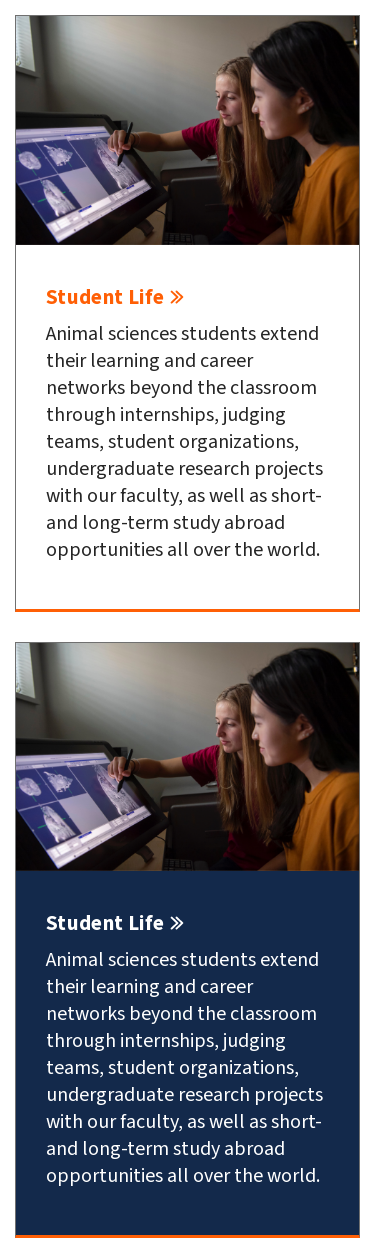 Student Life »
Animal sciences students extend
their learning and career
networks beyond the classroom
through internships, judging
teams, student organizations,
undergraduate research projects
with our faculty, as well as short-
and long-term study abroad
opportunities all over the world.
Student Life »
Animal sciences students extend
their learning and career
networks beyond the classroom
through internships, judging
teams, student organizations,
undergraduate research projects
with our faculty, as well as short-
and long-term study abroad
opportunities all over the world.